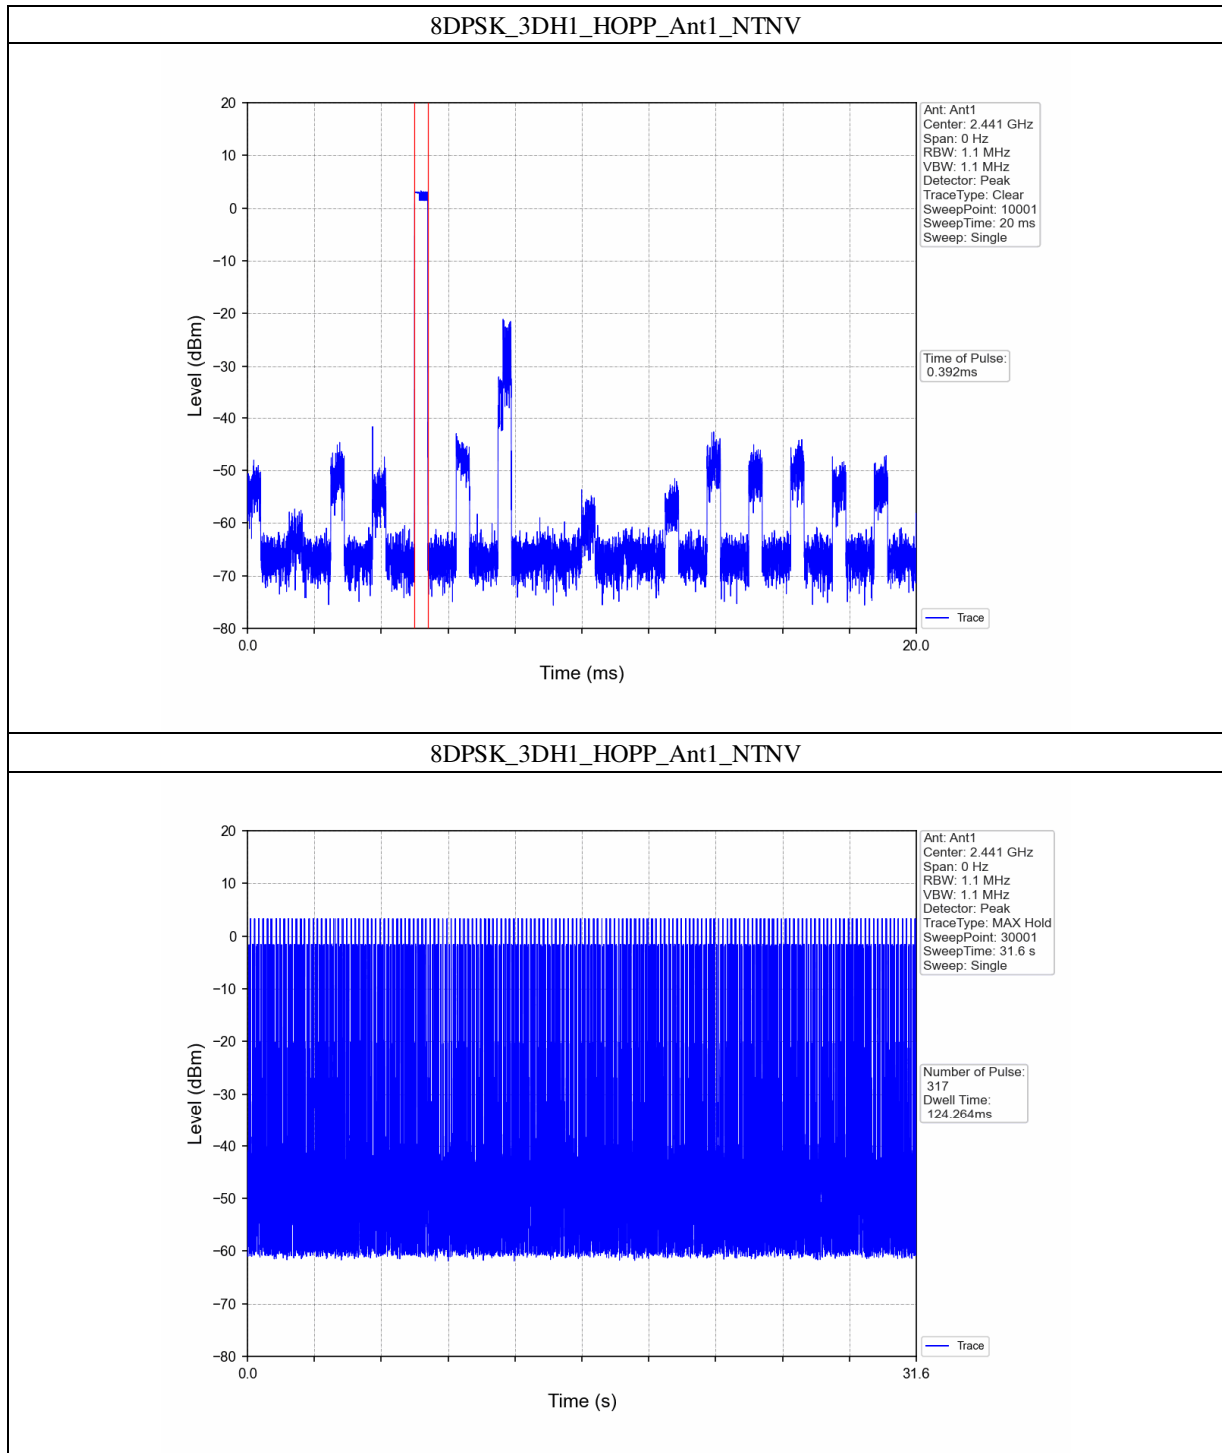 8DPSK_3DH1_HOPP_Ant1_NTNV
20
10
0
−10
−20
−30
−40
−50
−60
−70
−80
Level (dBm)
0.0
20.0
Time (ms)
Ant: Ant1
Center: 2.441 GHz
Span: 0 Hz
RBW: 1.1 MHz
VBW: 1.1 MHz
Detector: Peak
TraceType: Clear
SweepPoint: 10001
SweepTime: 20 ms
Sweep: Single
Time of Pulse:
0.392ms
Trace
8DPSK_3DH1_HOPP_Ant1_NTNV
20
10
0
−10
−20
−30
−40
−50
−60
−70
−80
Level (dBm)
0.0
31.6
Time (s)
Ant: Ant1
Center: 2.441 GHz
Span: 0 Hz
RBW: 1.1 MHz
VBW: 1.1 MHz
Detector: Peak
TraceType: MAX Hold
SweepPoint: 30001
SweepTime: 31.6 s
Sweep: Single
Number of Pulse:
317
Dwell Time:
124.264ms
Trace